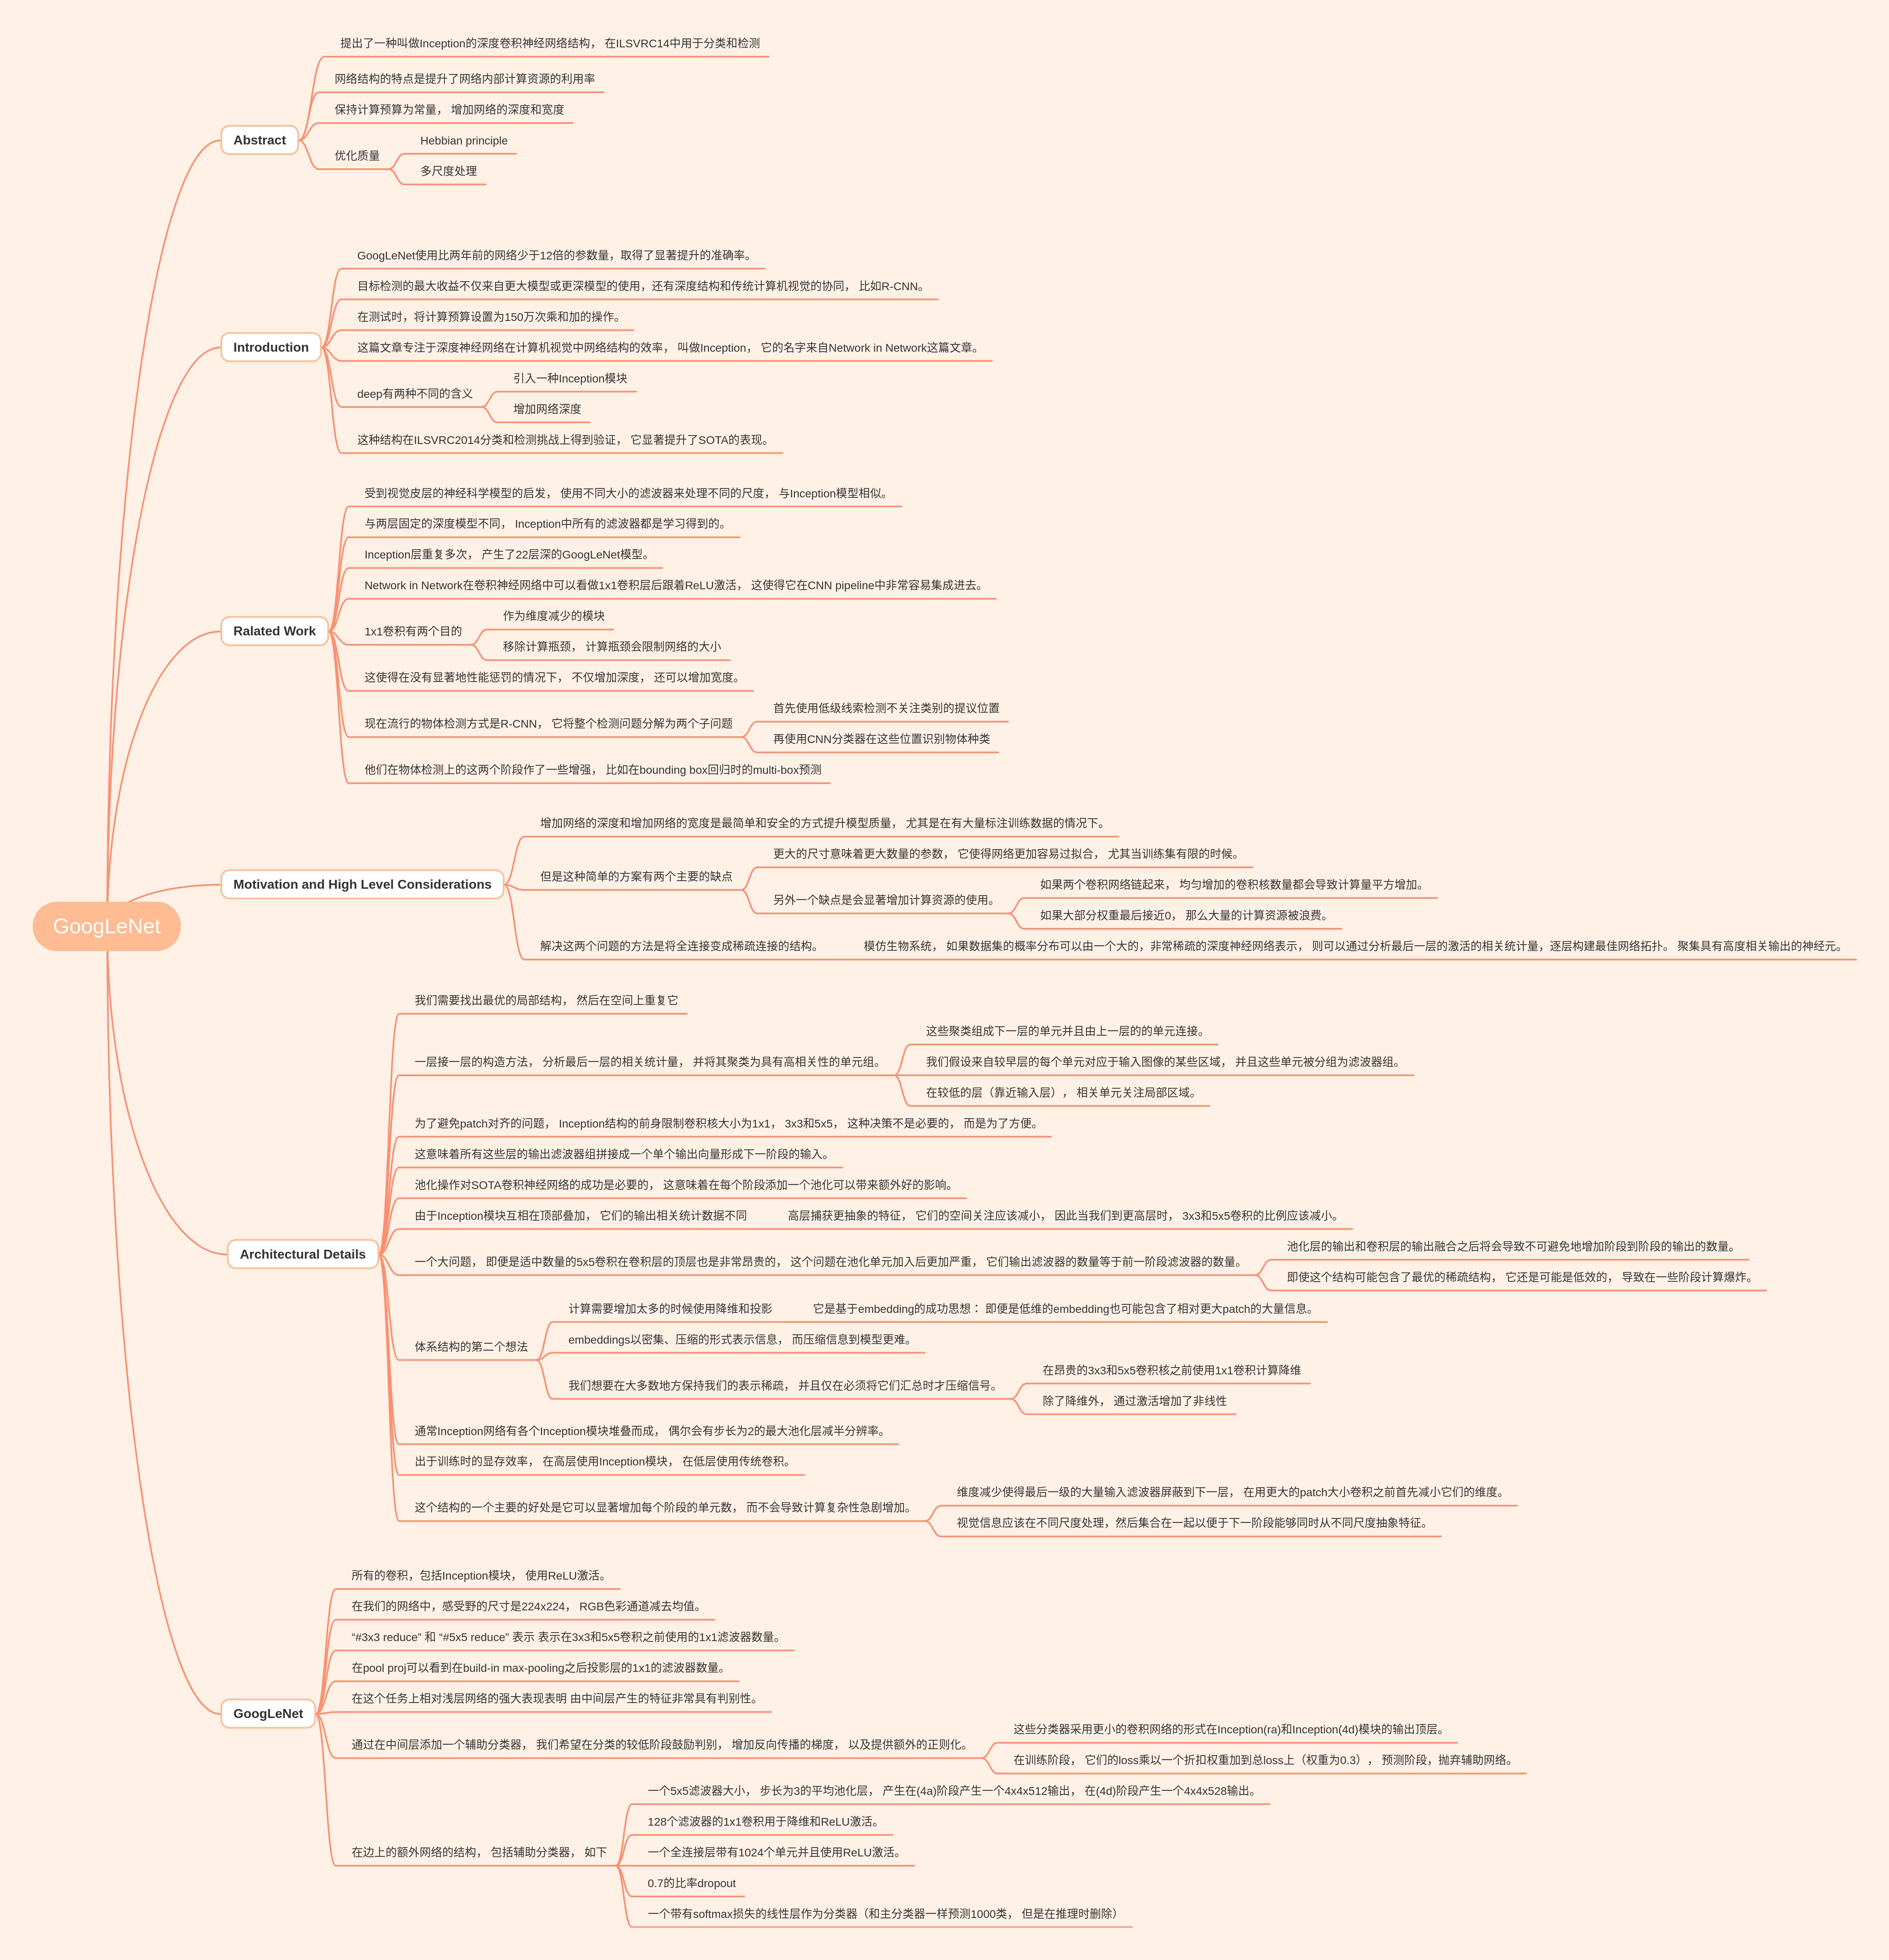 GoogLeNet
Abstract
提出了一种叫做Inception的深度卷积神经网络结构， 在ILSVRC14中用于分类和检测
网络结构的特点是提升了网络内部计算资源的利用率
保持计算预算为常量， 增加网络的深度和宽度
优化质量
Hebbian principle
多尺度处理
Introduction
GoogLeNet使用比两年前的网络少于12倍的参数量，取得了显著提升的准确率。
目标检测的最大收益不仅来自更大模型或更深模型的使用，还有深度结构和传统计算机视觉的协同， 比如R-CNN。
在测试时，将计算预算设置为150万次乘和加的操作。
这篇文章专注于深度神经网络在计算机视觉中网络结构的效率， 叫做Inception， 它的名字来自Network in Network这篇文章。
deep有两种不同的含义
引入一种Inception模块
增加网络深度
这种结构在ILSVRC2014分类和检测挑战上得到验证， 它显著提升了SOTA的表现。
Ralated Work
受到视觉皮层的神经科学模型的启发， 使用不同大小的滤波器来处理不同的尺度， 与Inception模型相似。
与两层固定的深度模型不同， Inception中所有的滤波器都是学习得到的。
Inception层重复多次， 产生了22层深的GoogLeNet模型。
Network in Network在卷积神经网络中可以看做1x1卷积层后跟着ReLU激活， 这使得它在CNN pipeline中非常容易集成进去。
1x1卷积有两个目的
作为维度减少的模块
移除计算瓶颈， 计算瓶颈会限制网络的大小
这使得在没有显著地性能惩罚的情况下， 不仅增加深度， 还可以增加宽度。
现在流行的物体检测方式是R-CNN， 它将整个检测问题分解为两个子问题
首先使用低级线索检测不关注类别的提议位置
再使用CNN分类器在这些位置识别物体种类
他们在物体检测上的这两个阶段作了一些增强， 比如在bounding box回归时的multi-box预测
Motivation and High Level Considerations
增加网络的深度和增加网络的宽度是最简单和安全的方式提升模型质量， 尤其是在有大量标注训练数据的情况下。
但是这种简单的方案有两个主要的缺点
更大的尺寸意味着更大数量的参数， 它使得网络更加容易过拟合， 尤其当训练集有限的时候。
另外一个缺点是会显著增加计算资源的使用。
如果两个卷积网络链起来， 均匀增加的卷积核数量都会导致计算量平方增加。
如果大部分权重最后接近0， 那么大量的计算资源被浪费。
解决这两个问题的方法是将全连接变成稀疏连接的结构。
模仿生物系统， 如果数据集的概率分布可以由一个大的，非常稀疏的深度神经网络表示， 则可以通过分析最后一层的激活的相关统计量，逐层构建最佳网络拓扑。 聚集具有高度相关输出的神经元。
Architectural Details
我们需要找出最优的局部结构， 然后在空间上重复它
一层接一层的构造方法， 分析最后一层的相关统计量， 并将其聚类为具有高相关性的单元组。
这些聚类组成下一层的单元并且由上一层的的单元连接。
我们假设来自较早层的每个单元对应于输入图像的某些区域， 并且这些单元被分组为滤波器组。
在较低的层（靠近输入层）， 相关单元关注局部区域。
为了避免patch对齐的问题， Inception结构的前身限制卷积核大小为1x1， 3x3和5x5， 这种决策不是必要的， 而是为了方便。
这意味着所有这些层的输出滤波器组拼接成一个单个输出向量形成下一阶段的输入。
池化操作对SOTA卷积神经网络的成功是必要的， 这意味着在每个阶段添加一个池化可以带来额外好的影响。
由于Inception模块互相在顶部叠加， 它们的输出相关统计数据不同
高层捕获更抽象的特征， 它们的空间关注应该减小， 因此当我们到更高层时， 3x3和5x5卷积的比例应该减小。
一个大问题， 即便是适中数量的5x5卷积在卷积层的顶层也是非常昂贵的， 这个问题在池化单元加入后更加严重， 它们输出滤波器的数量等于前一阶段滤波器的数量。
池化层的输出和卷积层的输出融合之后将会导致不可避免地增加阶段到阶段的输出的数量。
即使这个结构可能包含了最优的稀疏结构， 它还是可能是低效的， 导致在一些阶段计算爆炸。
体系结构的第二个想法
计算需要增加太多的时候使用降维和投影
它是基于embedding的成功思想： 即便是低维的embedding也可能包含了相对更大patch的大量信息。
embeddings以密集、压缩的形式表示信息， 而压缩信息到模型更难。
我们想要在大多数地方保持我们的表示稀疏， 并且仅在必须将它们汇总时才压缩信号。
在昂贵的3x3和5x5卷积核之前使用1x1卷积计算降维
除了降维外， 通过激活增加了非线性
通常Inception网络有各个Inception模块堆叠而成， 偶尔会有步长为2的最大池化层减半分辨率。
出于训练时的显存效率， 在高层使用Inception模块， 在低层使用传统卷积。
这个结构的一个主要的好处是它可以显著增加每个阶段的单元数， 而不会导致计算复杂性急剧增加。
维度减少使得最后一级的大量输入滤波器屏蔽到下一层， 在用更大的patch大小卷积之前首先减小它们的维度。
视觉信息应该在不同尺度处理，然后集合在一起以便于下一阶段能够同时从不同尺度抽象特征。
GoogLeNet
所有的卷积，包括Inception模块， 使用ReLU激活。
在我们的网络中，感受野的尺寸是224x224， RGB色彩通道减去均值。
“#3x3 reduce” 和 “#5x5 reduce” 表示 表示在3x3和5x5卷积之前使用的1x1滤波器数量。
在pool proj可以看到在build-in max-pooling之后投影层的1x1的滤波器数量。
在这个任务上相对浅层网络的强大表现表明 由中间层产生的特征非常具有判别性。
通过在中间层添加一个辅助分类器， 我们希望在分类的较低阶段鼓励判别， 增加反向传播的梯度， 以及提供额外的正则化。
这些分类器采用更小的卷积网络的形式在Inception(ra)和Inception(4d)模块的输出顶层。
在训练阶段， 它们的loss乘以一个折扣权重加到总loss上（权重为0.3）， 预测阶段，抛弃辅助网络。
在边上的额外网络的结构， 包括辅助分类器， 如下
一个5x5滤波器大小， 步长为3的平均池化层， 产生在(4a)阶段产生一个4x4x512输出， 在(4d)阶段产生一个4x4x528输出。
128个滤波器的1x1卷积用于降维和ReLU激活。
一个全连接层带有1024个单元并且使用ReLU激活。
0.7的比率dropout
一个带有softmax损失的线性层作为分类器（和主分类器一样预测1000类， 但是在推理时删除）